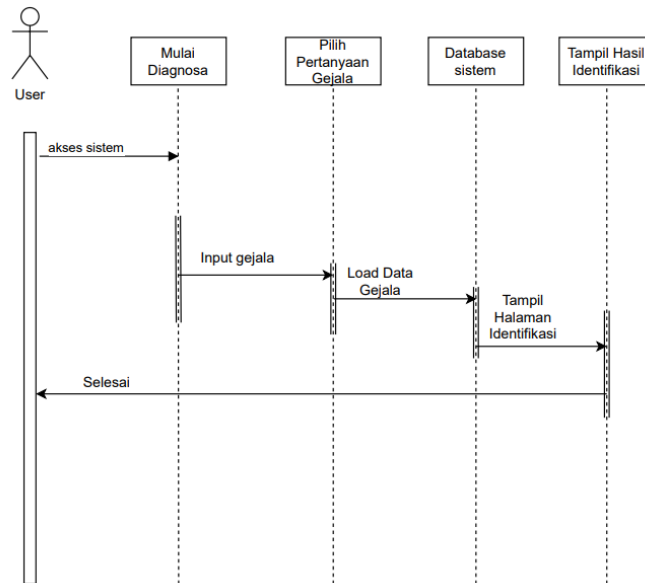 User
Mulai
Diagnosa
Pilih
Pertanyaan
Gejala
Database
sistem
Tampil Hasil
Identifikasi
akses sistem
Input gejala
Load Data
Gejala
Tampil
Halaman
Identifikasi
Selesai